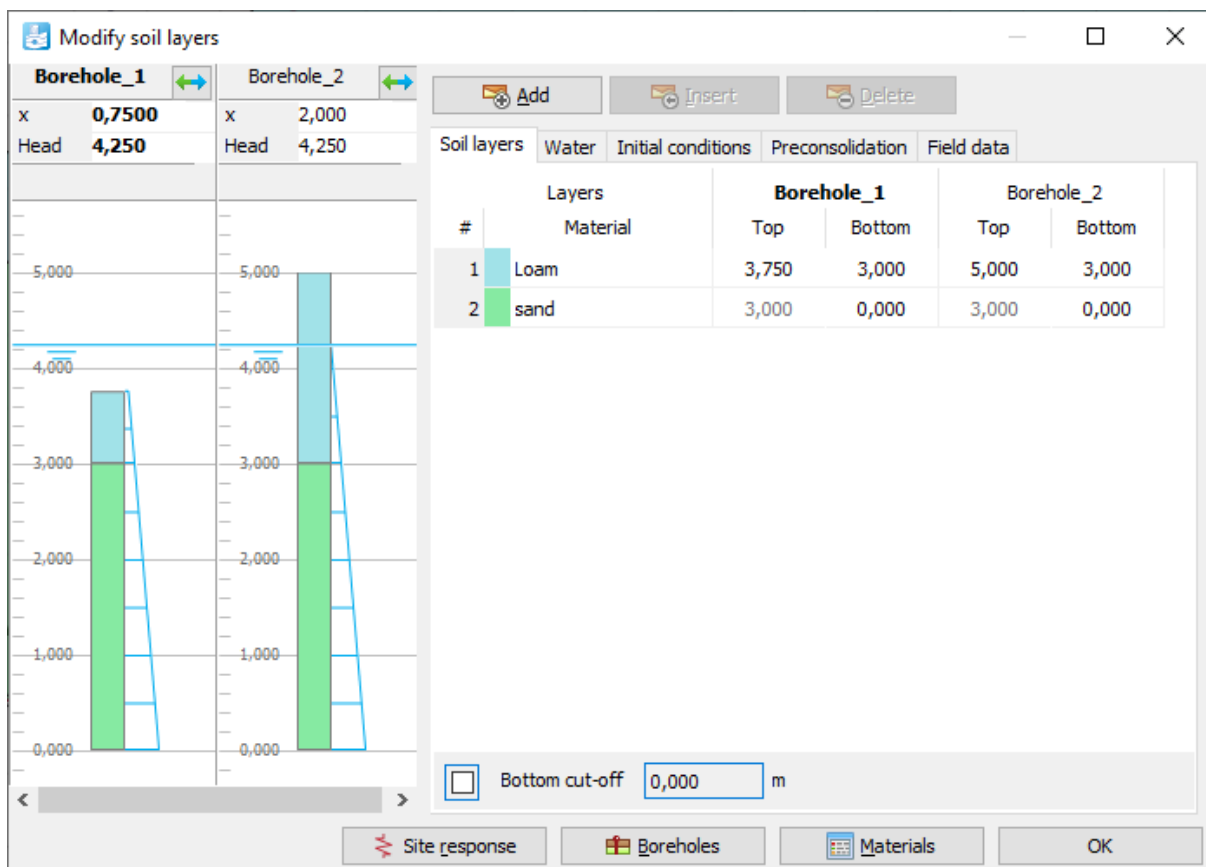 Modify soil layers
Borehole_1 Borehole_2
x 0,7500 x 2,000
Head 4,250 Head 4,250
5,000 5,000
4,000 4,000
3,000 3,000
2,000 2,000
1,000 1,000
0,000 0,000
Add Insert Delete
Soil layers Water Initial conditions Preconsolidation Field data
Layers Borehole_1 Borehole_2
# Material Top Bottom Top Bottom
1 Loam 3,750 3,000 5,000 3,000
2 sand 3,000 0,000 3,000 0,000
Bottom cut-off 0,000 m
Site response Boreholes Materials OK